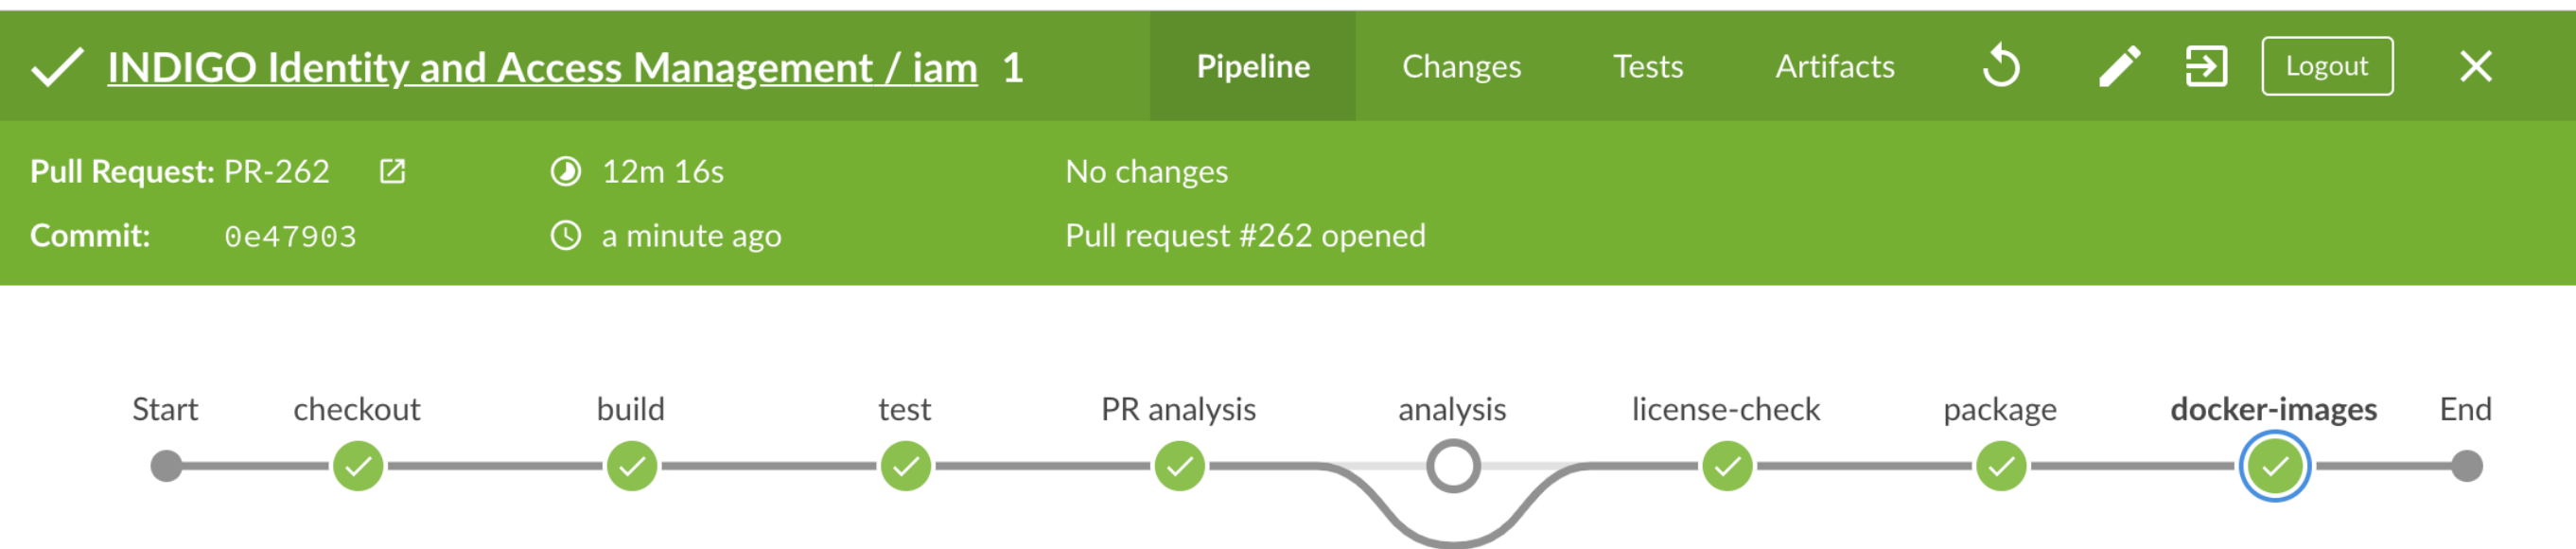 INDIGO Identity and Access Management / iam 1 Pipeline Changes Tests Artifacts Logout
Pull Request: PR-262 12m 16s No changes
Commit: 0e47903 a minute ago Pull request #262 opened
Start checkout build test PR analysis analysis license-check package docker-images End